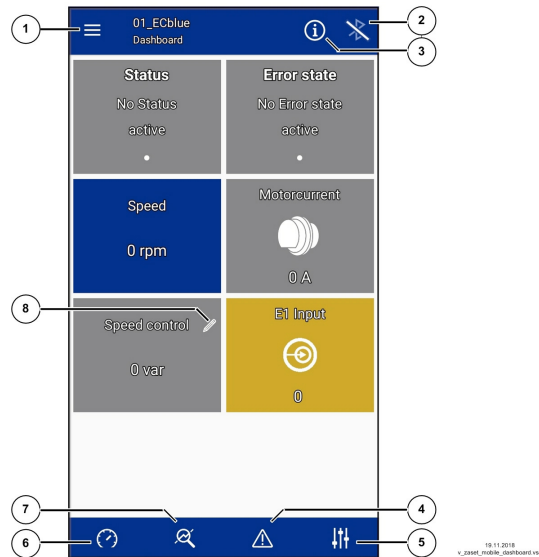 1
01_ECblue
Dashboard
2
3
Status
No Status
active
Error state
No Error state
active
Speed
0 rpm
Motorcurrent
0 A
8
Speed control
0 var
E1 Input
0
7
4
6
5
19.11.2018
v_zaset_mobile_dashboard.vs